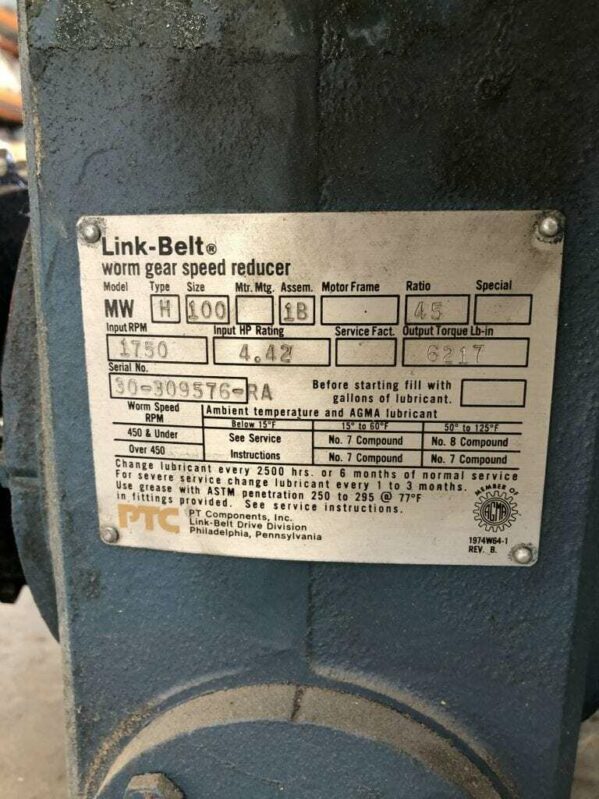 Link-Belt®
worm gear speed reducer
Model Type Size Mtr. Mtg. Assem. Motor Frame Ratio Special
MW H 100 1B 45
Input RPM Input HP Rating Service Fact. Output Torque Lb-in
1750 4.42 6217
Serial No.
30-309576-RA
Before starting fill with
gallons of lubricant.
Worm Speed RPM Ambient temperature and AGMA lubricant
Below 15°F 15° to 60°F 50° to 125°F
450 & Under See Service No. 7 Compound No. 8 Compound
Over 450 Instructions No. 7 Compound No. 7 Compound
Change lubricant every 2500 hrs. or 6 months of normal service
For severe service change lubricant every 1 to 3 months.
Use grease with ASTM penetration 250 to 295 @ 77°F
in fittings provided. See service instructions.
MEMBER OF
AGMA
PTC PT Components, Inc.
Link-Belt Drive Division
Philadelphia, Pennsylvania
1974W64-1
REV. B.